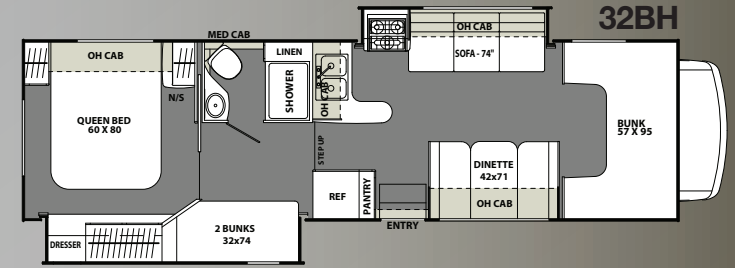 32BH
MED CAB
OH CAB
OH CAB
LINEN
SOFA - 74"
SHOWER
OH CAB
N/S
QUEEN BED
60 X 80
BUNK
57 X 95
STEP UP
DINETTE
42x71
REF
PANTRY
OH CAB
ENTRY
2 BUNKS
32x74
DRESSER